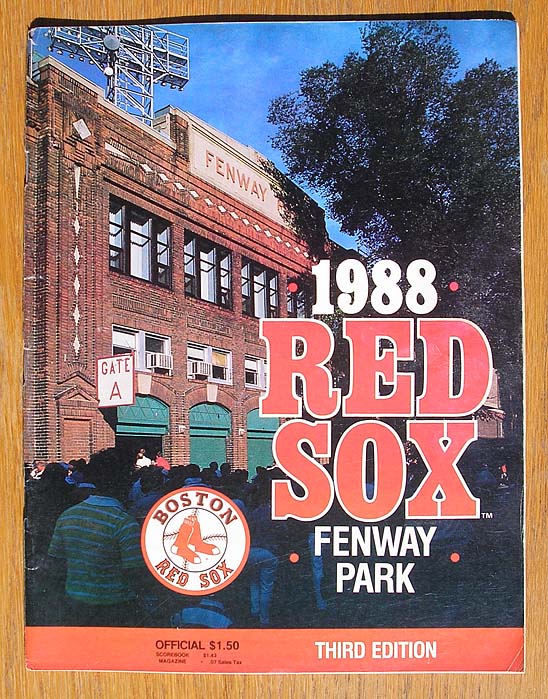 FENWAY
1988
RED
SOX
TM
FENWAY
PARK
GATE
A
BOSTON
RED SOX
OFFICIAL $1.50
SCOREBOOK $1.43
MAGAZINE • .07 Sales Tax
THIRD EDITION